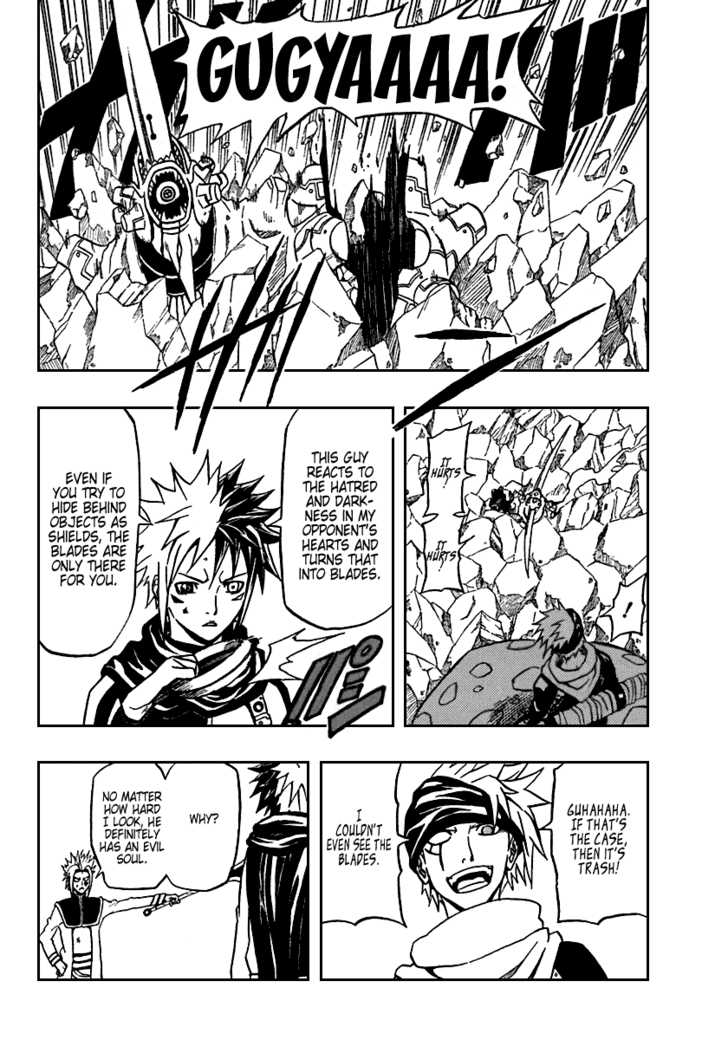 GUGYAAAA!
IT
HURTS
IT
HURTS
!
THIS GUY
REACTS TO
THE HATRED
AND DARK-
NESS IN MY
OPPONENT'S
HEARTS AND
TURNS THAT
INTO BLADES.
EVEN IF
YOU TRY TO
HIDE BEHIND
OBJECTS AS
SHIELDS, THE
BLADES ARE
ONLY THERE
FOR YOU.
パンッ
GUHAHAHA.
IF THAT'S
THE CASE,
THEN IT'S
TRASH!
I
COULDN'T
EVEN SEE THE
BLADES.
WHY?
NO MATTER
HOW HARD
I LOOK, HE
DEFINITELY
HAS AN EVIL
SOUL.